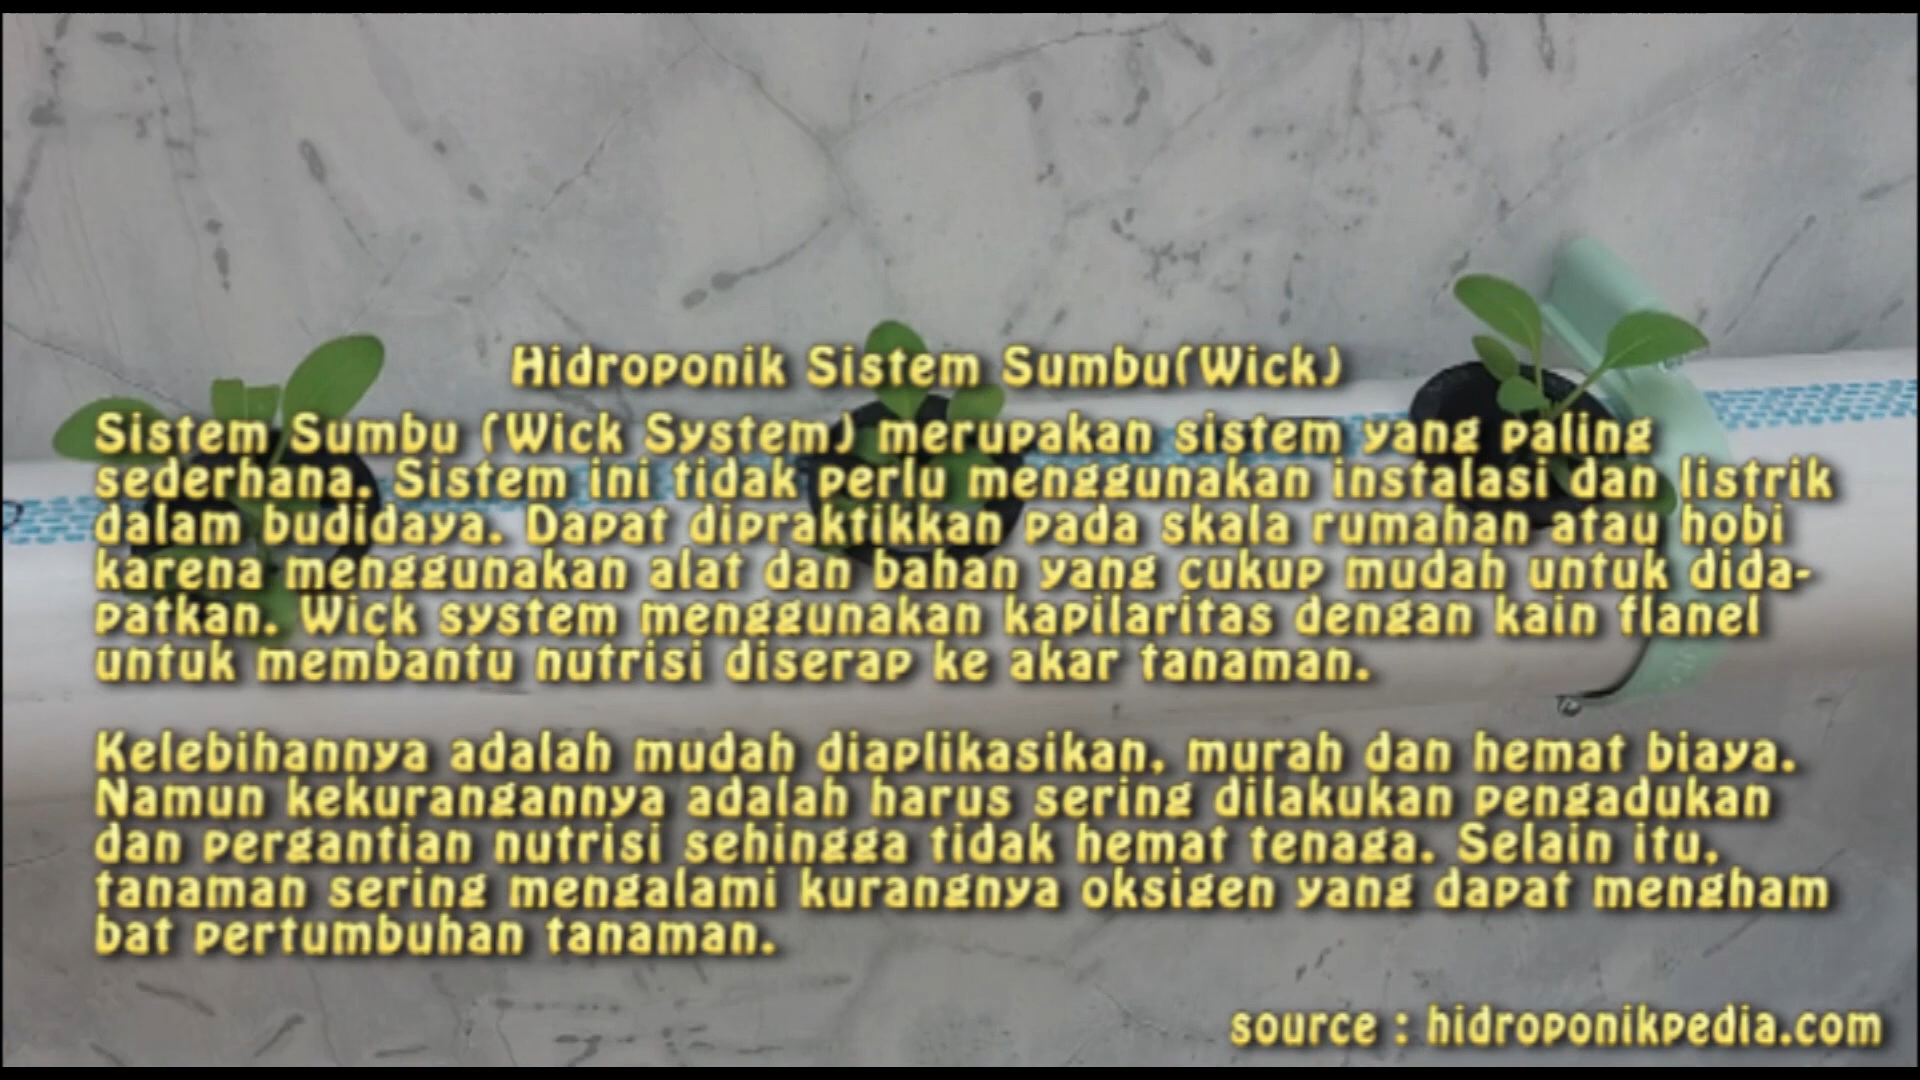 Hidroponik Sistem Sumbu(Wick)
Sistem Sumbu (Wick System) merupakan sistem yang paling
sederhana. Sistem ini tidak perlu menggunakan instalasi dan listrik
dalam budidaya. Dapat dipraktikkan pada skala rumahan atau hobi
karena menggunakan alat dan bahan yang cukup mudah untuk dida-
patkan. Wick system menggunakan kapilaritas dengan kain flanel
untuk membantu nutrisi diserap ke akar tanaman.
Kelebihannya adalah mudah diaplikasikan, murah dan hemat biaya.
Namun kekurangannya adalah harus sering dilakukan pengadukan
dan pergantian nutrisi sehingga tidak hemat tenaga. Selain itu,
tanaman sering mengalami kurangnya oksigen yang dapat mengham
bat pertumbuhan tanaman.
source : hidroponikpedia.com